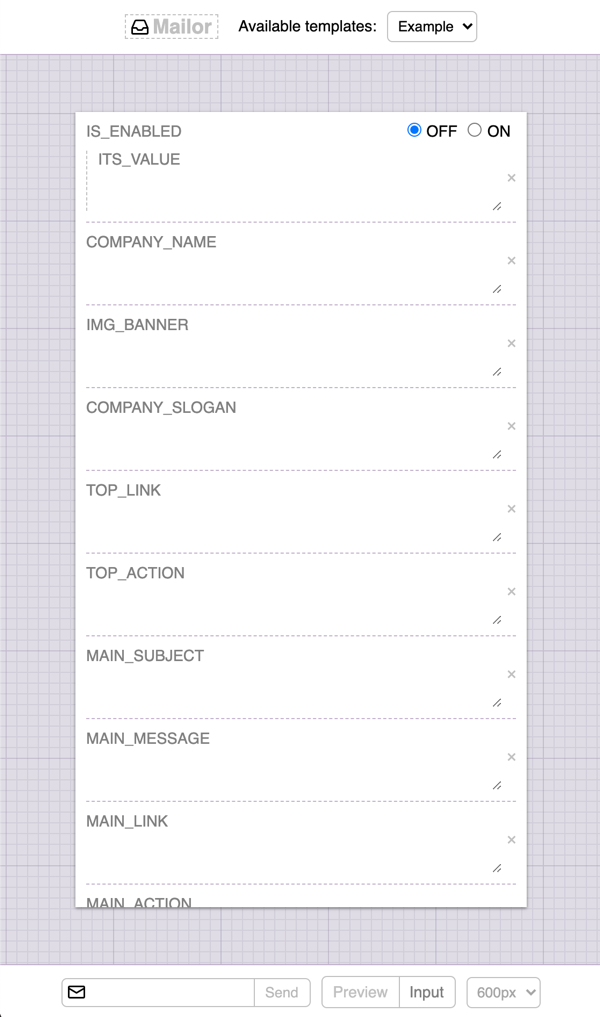 Mailor Available templates: Example
IS_ENABLED OFF ON
ITS_VALUE
COMPANY_NAME
IMG_BANNER
COMPANY_SLOGAN
TOP_LINK
TOP_ACTION
MAIN_SUBJECT
MAIN_MESSAGE
MAIN_LINK
MAIN_ACTION
Send Preview Input 600px